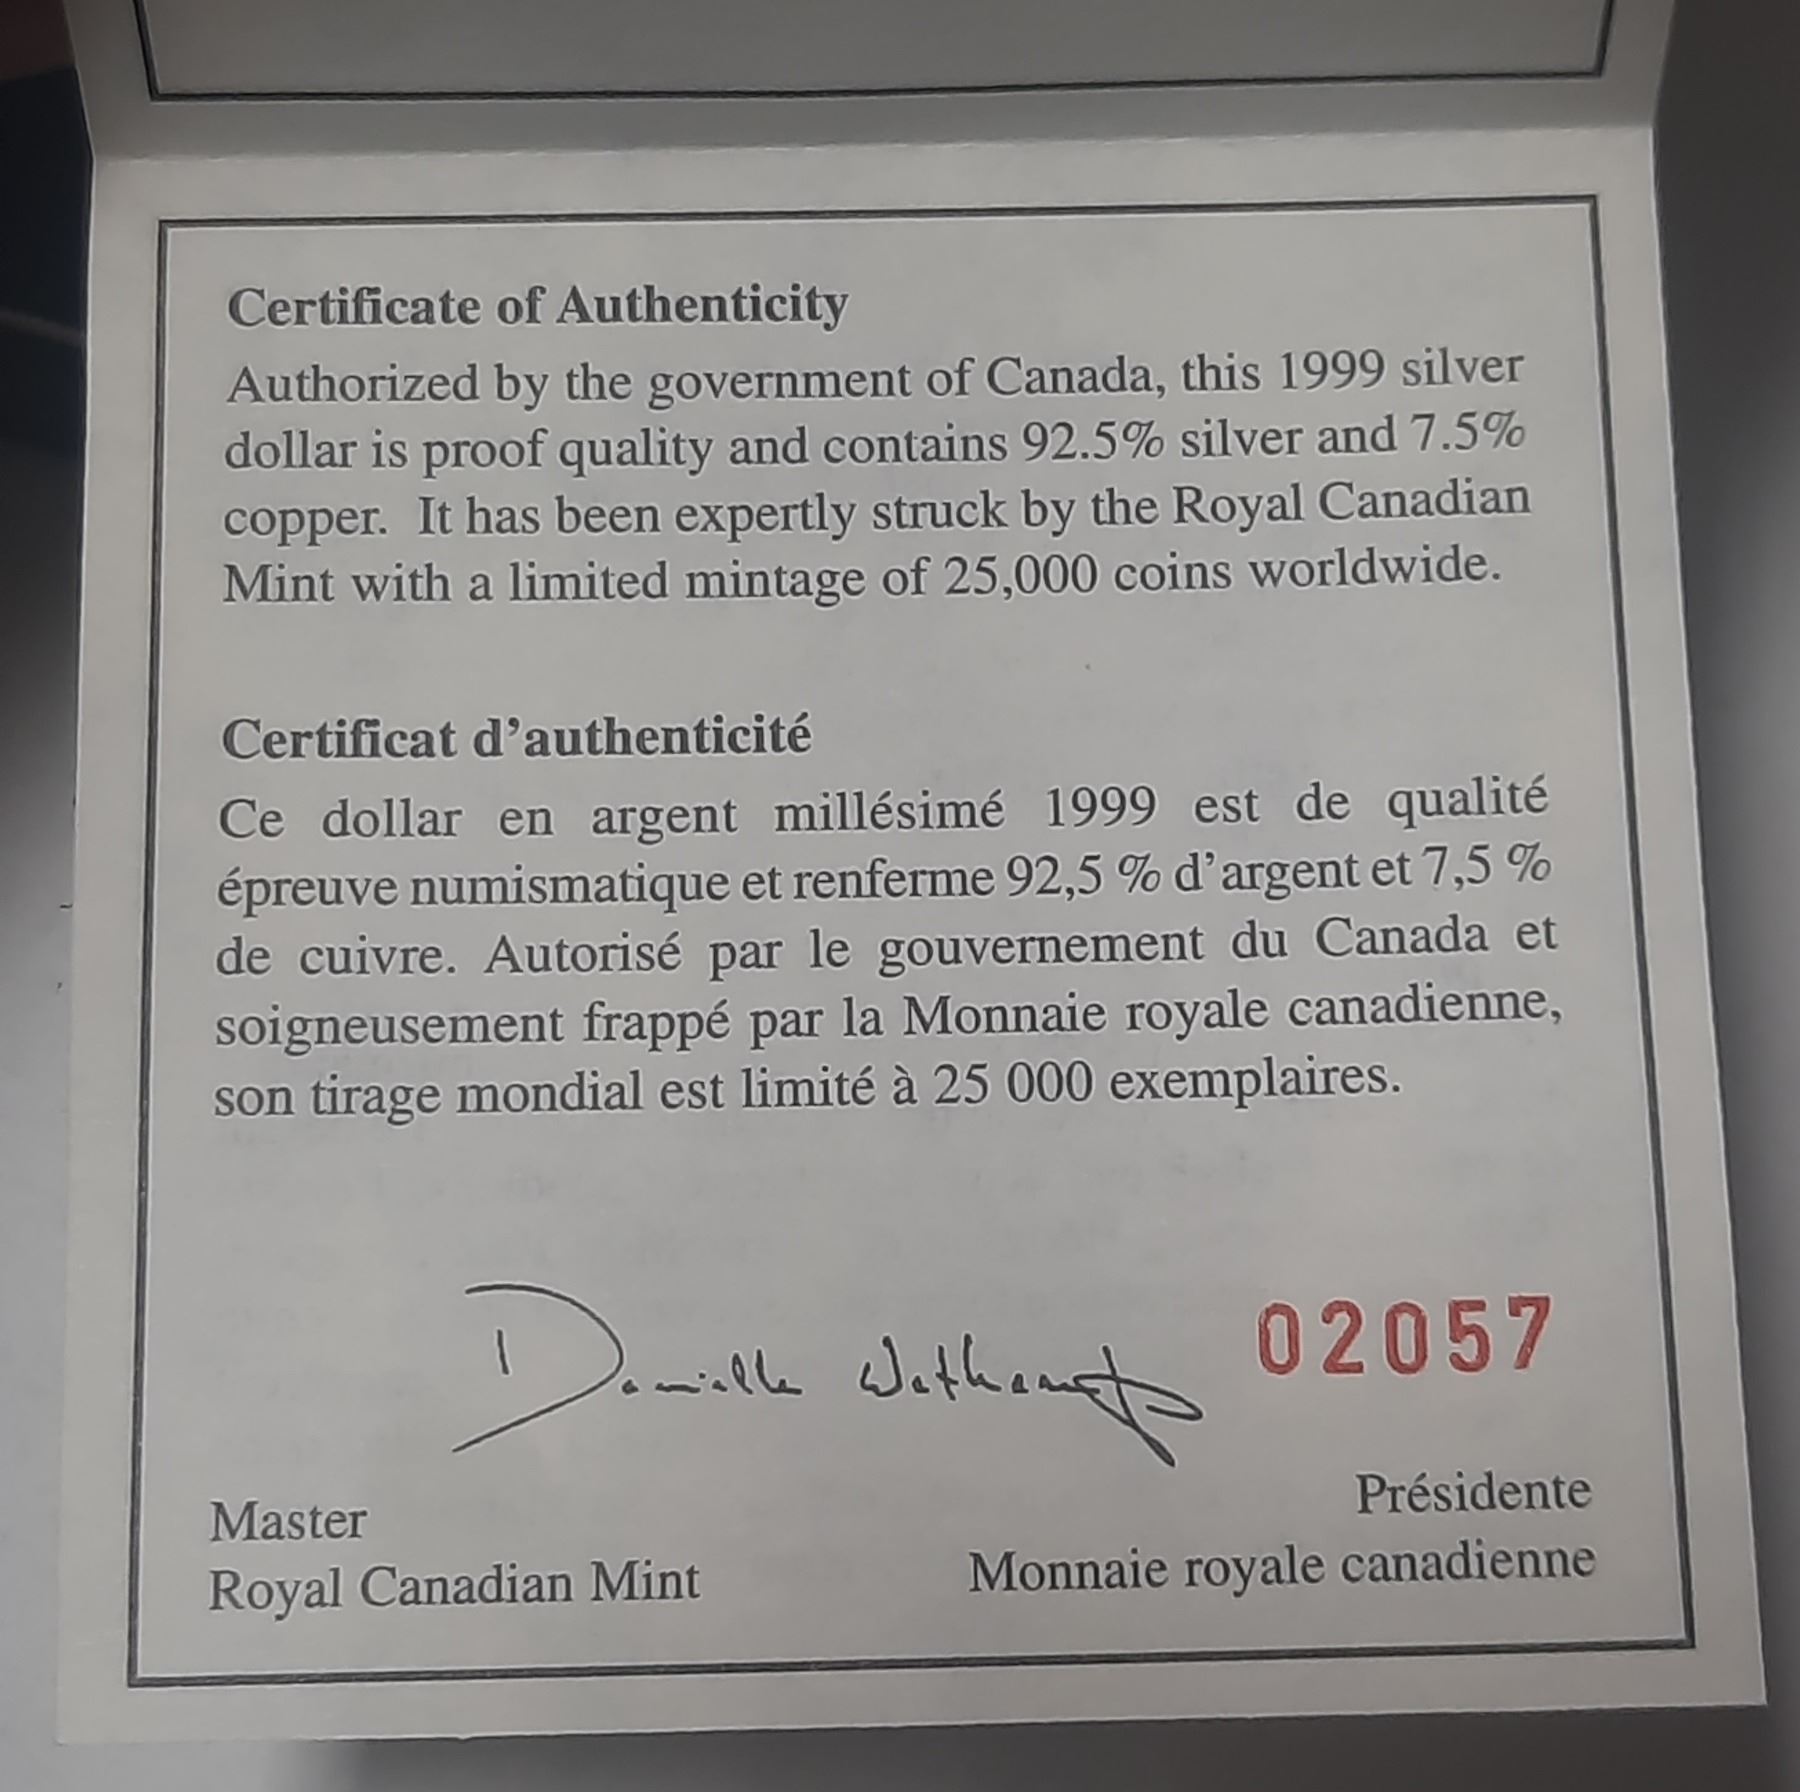 Certificate of Authenticity
Authorized by the government of Canada, this 1999 silver
dollar is proof quality and contains 92.5% silver and 7.5%
copper. It has been expertly struck by the Royal Canadian
Mint with a limited mintage of 25,000 coins worldwide.
Certificat d'authenticité
Ce dollar en argent millésimé 1999 est de qualité
épreuve numismatique et renferme 92,5 % d'argent et 7,5 %
de cuivre. Autorisé par le gouvernement du Canada et
soigneusement frappé par la Monnaie royale canadienne,
son tirage mondial est limité à 25 000 exemplaires.
Danielle 02057
Master
Royal Canadian Mint
Présidente
Monnaie royale canadienne